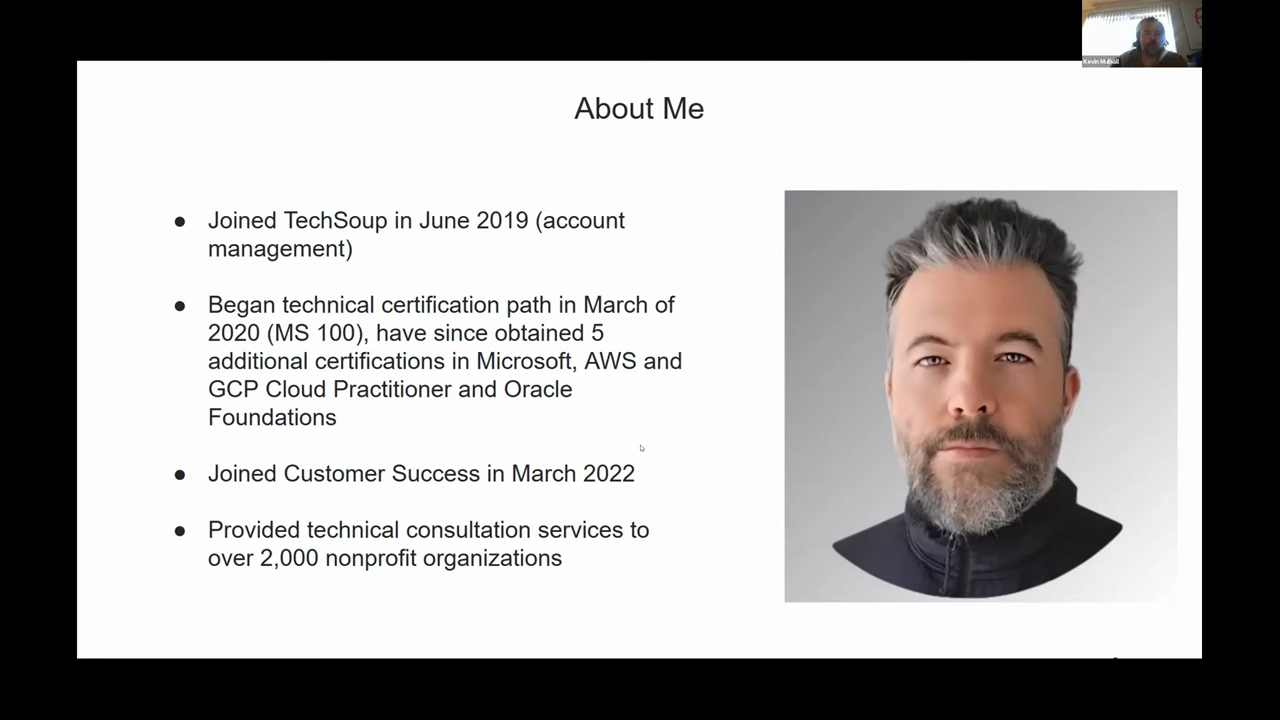 Kevin Mulhall
About Me
● Joined TechSoup in June 2019 (account
management)
● Began technical certification path in March of
2020 (MS 100), have since obtained 5
additional certifications in Microsoft, AWS and
GCP Cloud Practitioner and Oracle
Foundations
● Joined Customer Success in March 2022
● Provided technical consultation services to
over 2,000 nonprofit organizations